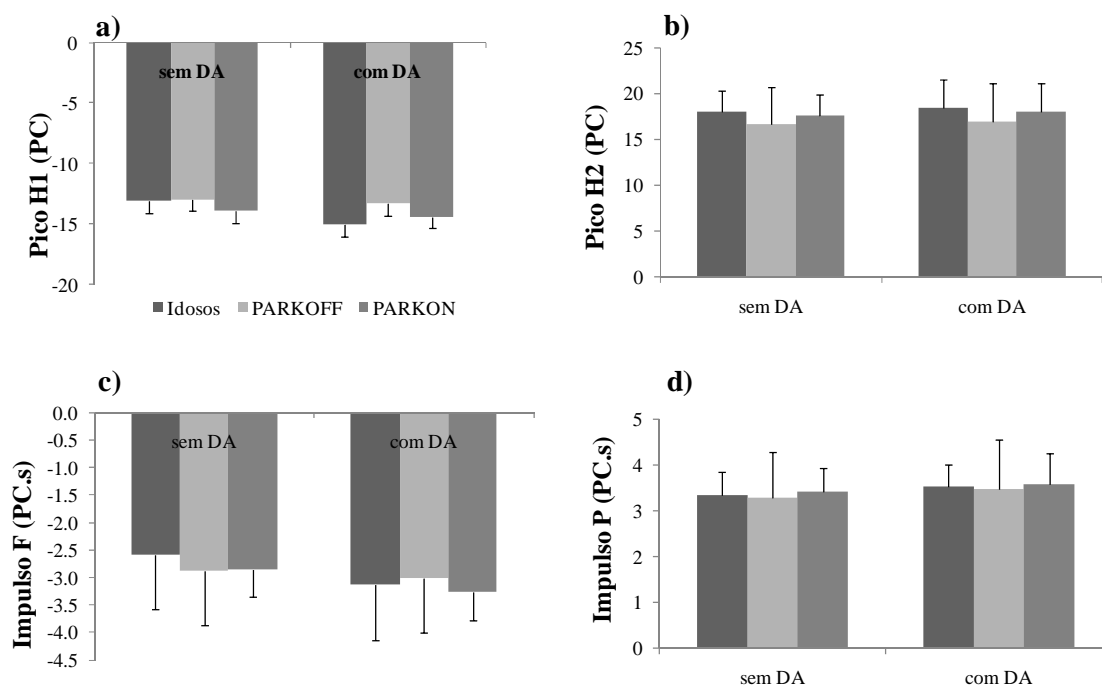 a)
Pico H1 (PC)
0
-5
-10
-15
-20
sem DA
com DA
Idosos PARKOFF PARKON
b)
Pico H2 (PC)
25
20
15
10
5
0
sem DA
com DA
c)
Impulso F (PC.s)
0.0
-0.5
-1.0
-1.5
-2.0
-2.5
-3.0
-3.5
-4.0
-4.5
sem DA
com DA
d)
Impulso P (PC.s)
5
4
3
2
1
0
sem DA
com DA